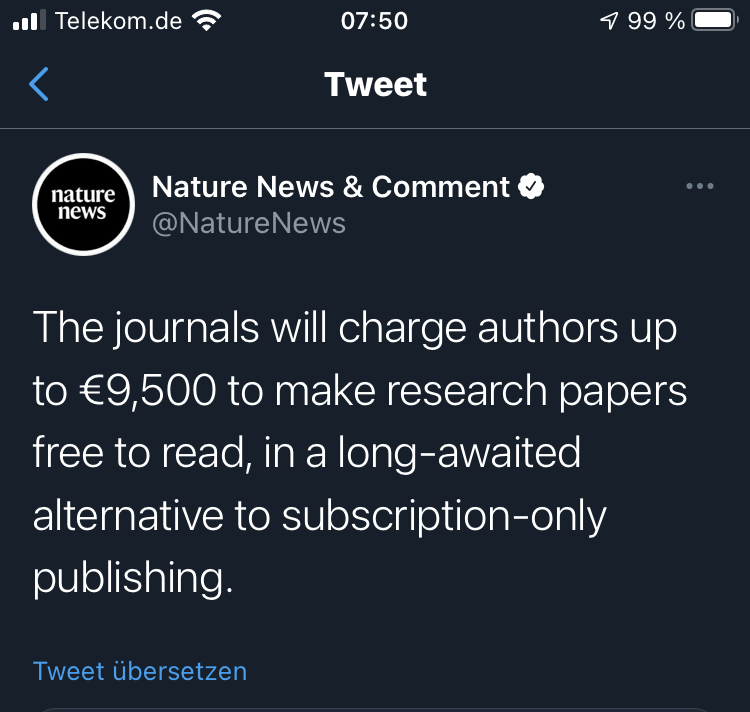 Telekom.de 07:50 99 %
Tweet
nature
news
Nature News & Comment
@NatureNews
The journals will charge authors up
to €9,500 to make research papers
free to read, in a long-awaited
alternative to subscription-only
publishing.
Tweet übersetzen